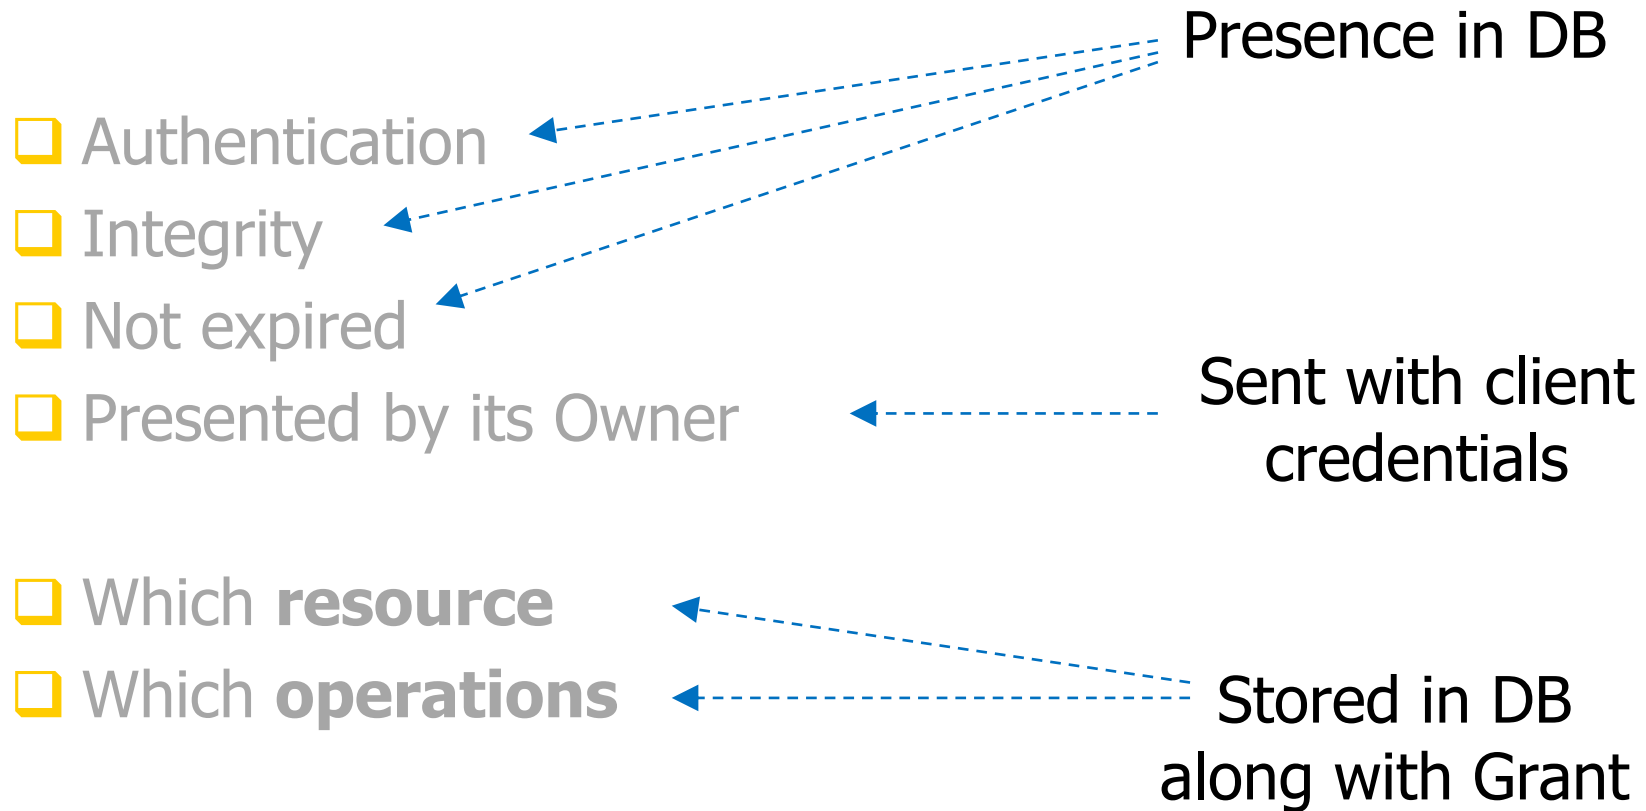 Presence in DB
Authentication
Integrity
Not expired
Presented by its Owner
Sent with client
credentials
Which resource
Which operations
Stored in DB
along with Grant